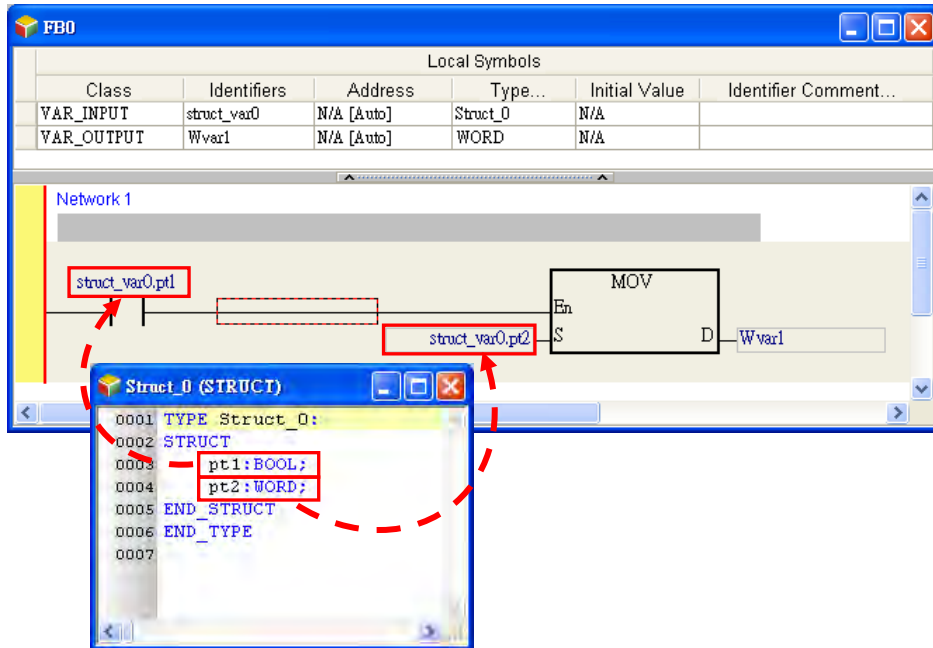 FB0
Local Symbols
Class Identifiers Address Type... Initial Value Identifier Comment...
VAR_INPUT struct_var0 N/A [Auto] Struct_0 N/A
VAR_OUTPUT Wvar1 N/A [Auto] WORD N/A
Network 1
struct_var0.pt1
MOV
En
struct_var0.pt2 S D Wvar1
Struct_0 (STRUCT)
0001 TYPE Struct_0:
0002 STRUCT
0003 pt1:BOOL;
0004 pt2:WORD;
0005 END_STRUCT
0006 END_TYPE
0007